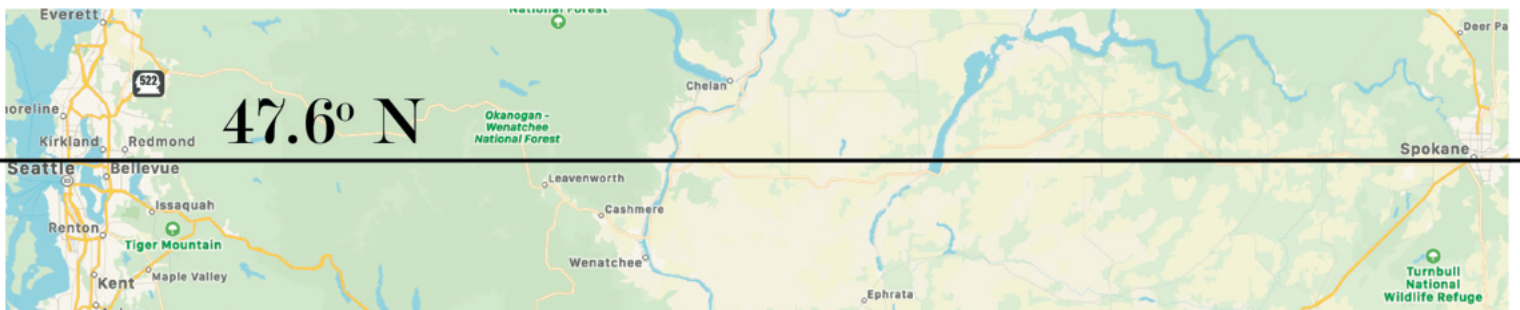 Everett
National Forest
Deer Pa
522
Chelan
oreline
47.6º N
Okanogan -
Wenatchee
National Forest
Kirkland
Redmond
Spokane
Seattle
Bellevue
Leavenworth
Issaquah
Cashmere
Renton
Tiger Mountain
Wenatchee
Kent
Maple Valley
Turnbull
National
Wildlife Refuge
Ephrata